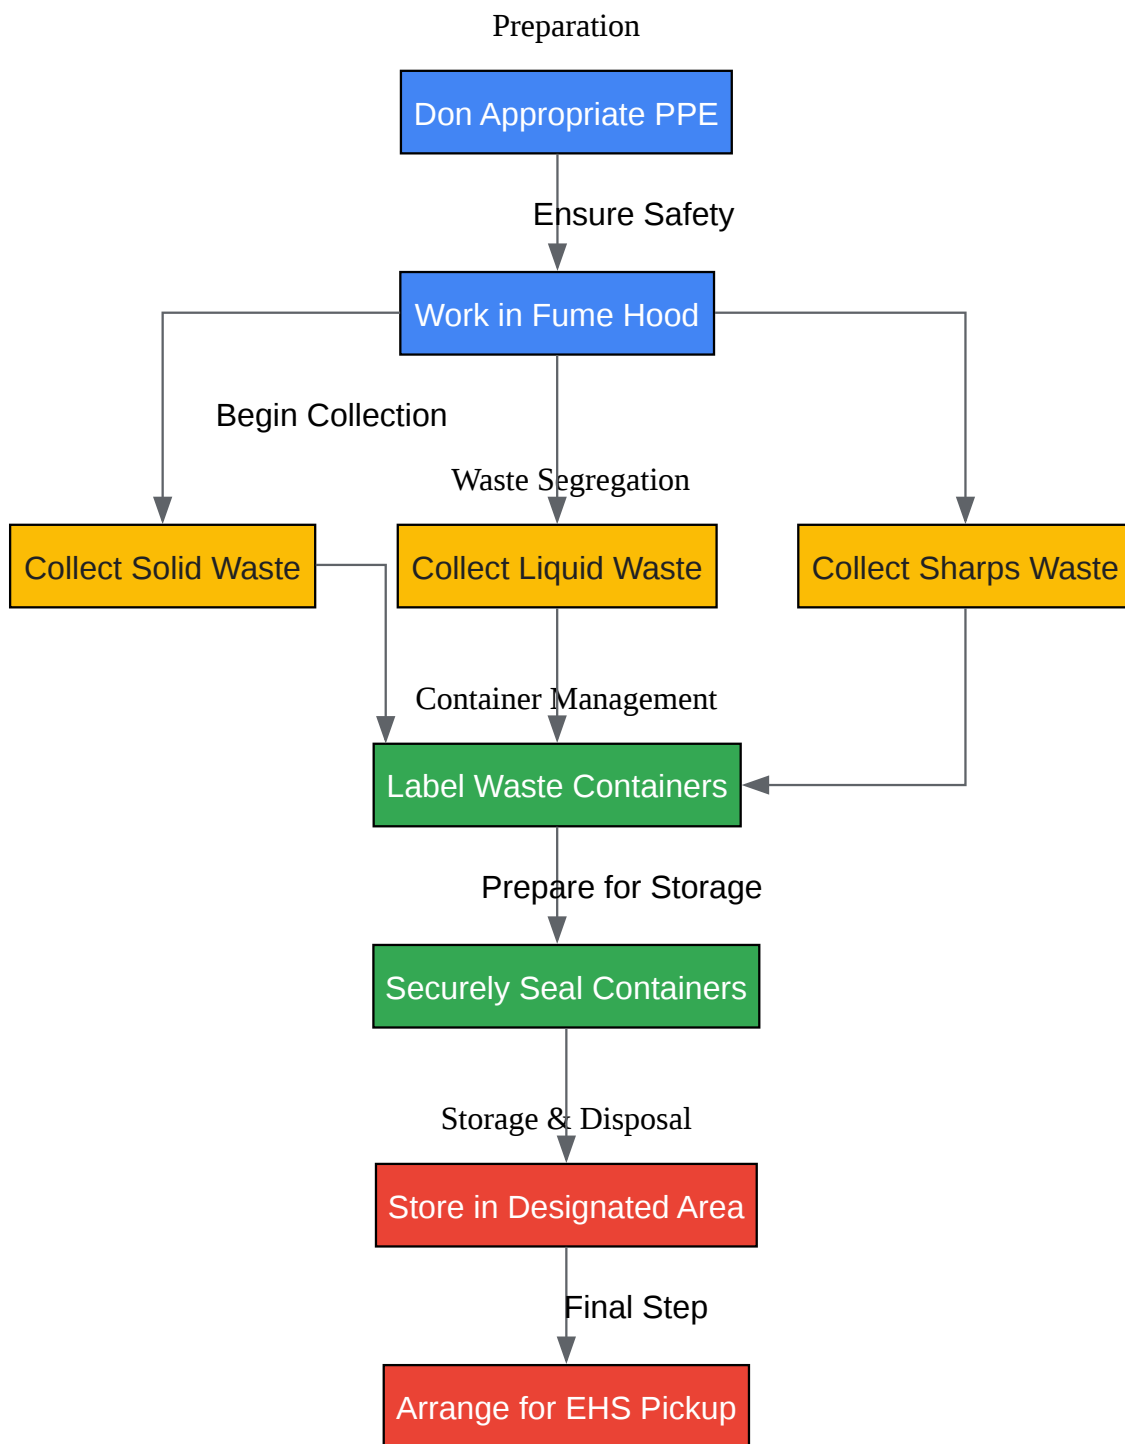 Preparation
Don Appropriate PPE
Ensure Safety
Work in Fume Hood
Begin Collection
Waste Segregation
Collect Solid Waste
Collect Liquid Waste
Collect Sharps Waste
Container Management
Label Waste Containers
Prepare for Storage
Securely Seal Containers
Storage & Disposal
Store in Designated Area
Final Step
Arrange for EHS Pickup